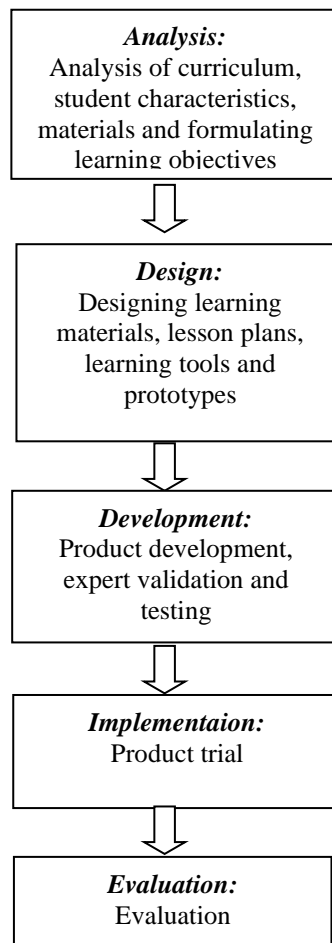 Analysis:
Analysis of curriculum,
student characteristics,
materials and formulating
learning objectives
Design:
Designing learning
materials, lesson plans,
learning tools and
prototypes
Development:
Product development,
expert validation and
testing
Implementaion:
Product trial
Evaluation:
Evaluation